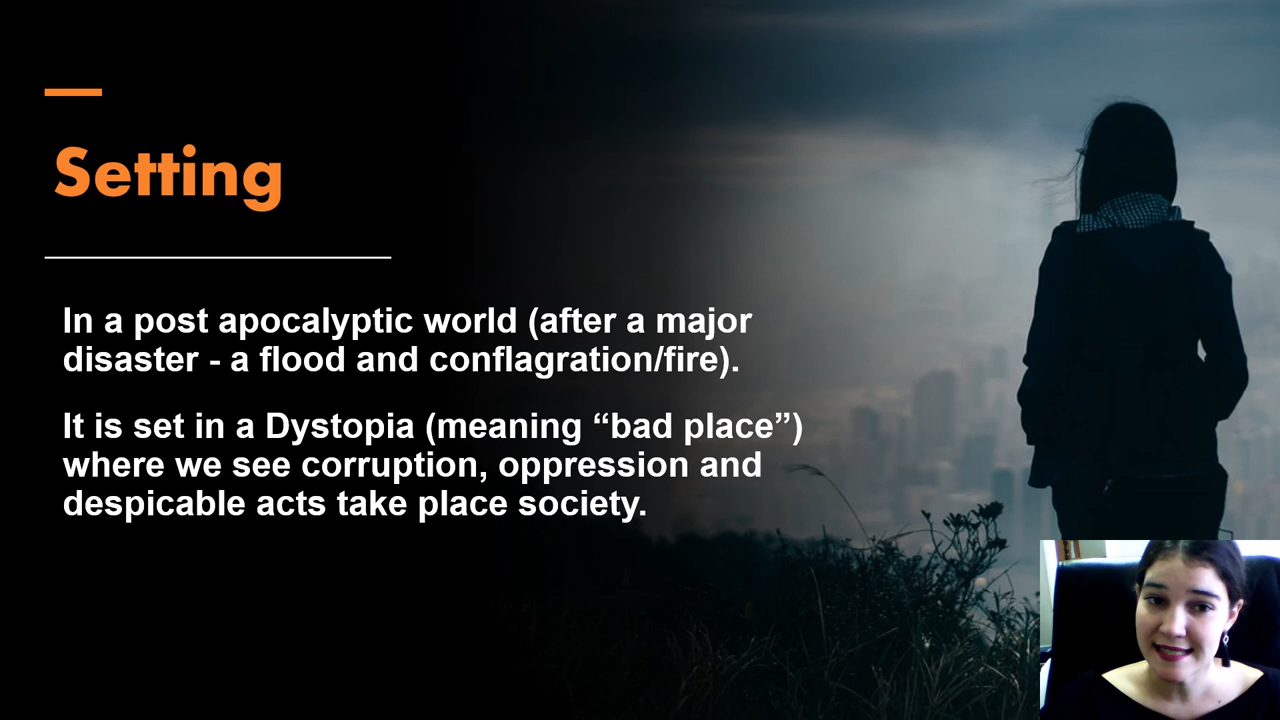 Setting
In a post apocalyptic world (after a major
disaster - a flood and conflagration/fire).
It is set in a Dystopia (meaning “bad place”)
where we see corruption, oppression and
despicable acts take place society.